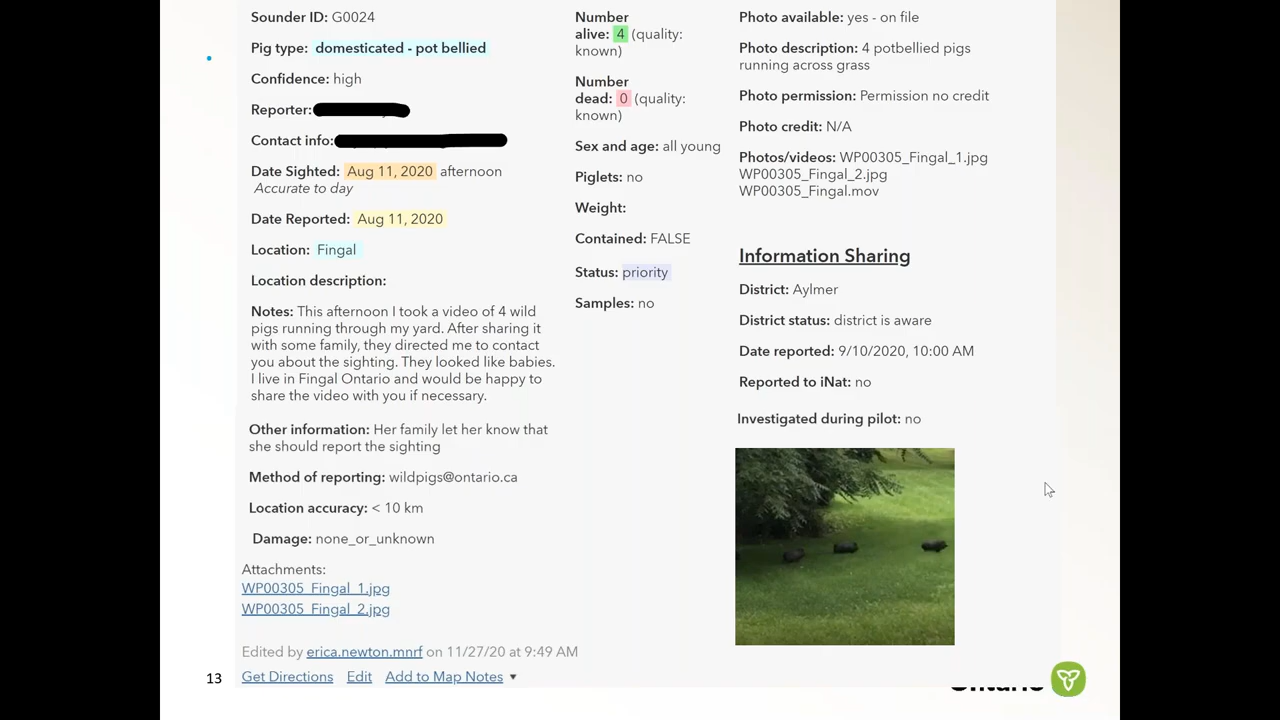 Sounder ID: G0024
Pig type: domesticated - pot bellied
Confidence: high
Reporter:
Contact info:
Date Sighted: Aug 11, 2020 afternoon
Accurate to day
Date Reported: Aug 11, 2020
Location: Fingal
Location description:
Notes: This afternoon I took a video of 4 wild
pigs running through my yard. After sharing it
with some family, they directed me to contact
you about the sighting. They looked like babies.
I live in Fingal Ontario and would be happy to
share the video with you if necessary.
Other information: Her family let her know that
she should report the sighting
Method of reporting: wildpigs@ontario.ca
Location accuracy: < 10 km
Damage: none_or_unknown
Attachments:
WP00305_Fingal_1.jpg
WP00305_Fingal_2.jpg
Edited by erica.newton.mnrf on 11/27/20 at 9:49 AM
13
Get Directions Edit Add to Map Notes
Number
alive: 4 (quality:
known)
Number
dead: 0 (quality:
known)
Sex and age: all young
Piglets: no
Weight:
Contained: FALSE
Status: priority
Samples: no
Photo available: yes - on file
Photo description: 4 potbellied pigs
running across grass
Photo permission: Permission no credit
Photo credit: N/A
Photos/videos: WP00305_Fingal_1.jpg
WP00305_Fingal_2.jpg
WP00305_Fingal.mov
Information Sharing
District: Aylmer
District status: district is aware
Date reported: 9/10/2020, 10:00 AM
Reported to iNat: no
Investigated during pilot: no
Ontario